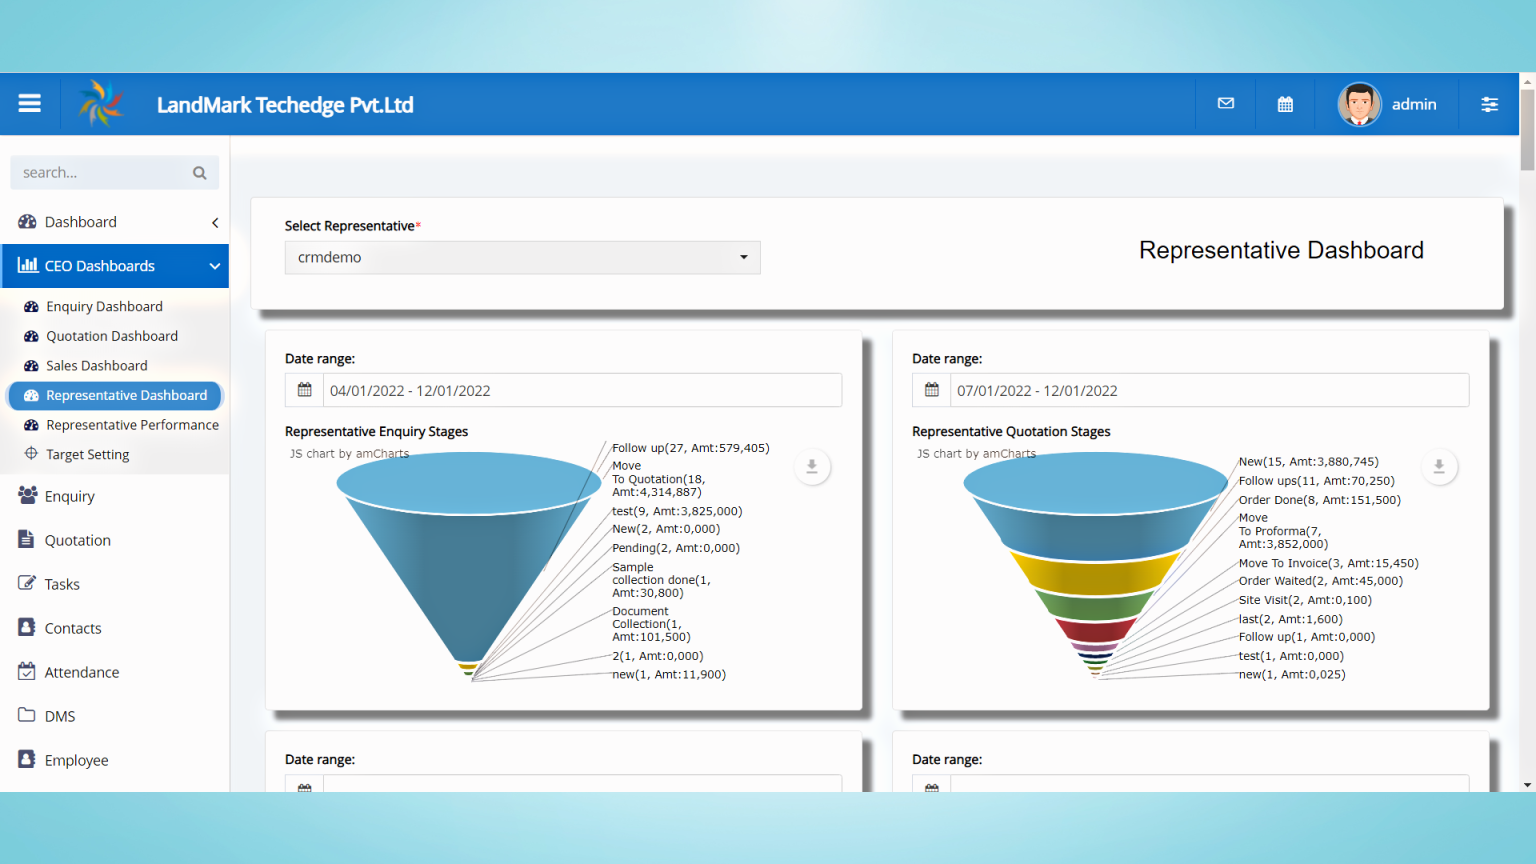 LandMark Techedge Pvt.Ltd
admin
search...
Dashboard
CEO Dashboards
Enquiry Dashboard
Quotation Dashboard
Sales Dashboard
Representative Dashboard
Representative Performance
Target Setting
Enquiry
Quotation
Tasks
Contacts
Attendance
DMS
Employee
Select Representative*
crmdemo
Representative Dashboard
Date range:
04/01/2022 - 12/01/2022
Representative Enquiry Stages
JS chart by amCharts
Follow up(27, Amt:579,405)
Move
To Quotation(18,
Amt:4,314,887)
test(9, Amt:3,825,000)
New(2, Amt:0,000)
Pending(2, Amt:0,000)
Sample
collection done(1,
Amt:30,800)
Document
Collection(1,
Amt:101,500)
2(1, Amt:0,000)
new(1, Amt:11,900)
Date range:
07/01/2022 - 12/01/2022
Representative Quotation Stages
JS chart by amCharts
New(15, Amt:3,880,745)
Follow ups(11, Amt:70,250)
Order Done(8, Amt:151,500)
Move
To Proforma(7,
Amt:3,852,000)
Move To Invoice(3, Amt:15,450)
Order Waited(2, Amt:45,000)
Site Visit(2, Amt:0,100)
last(2, Amt:1,600)
Follow up(1, Amt:0,000)
test(1, Amt:0,000)
new(1, Amt:0,025)
Date range:
Date range: